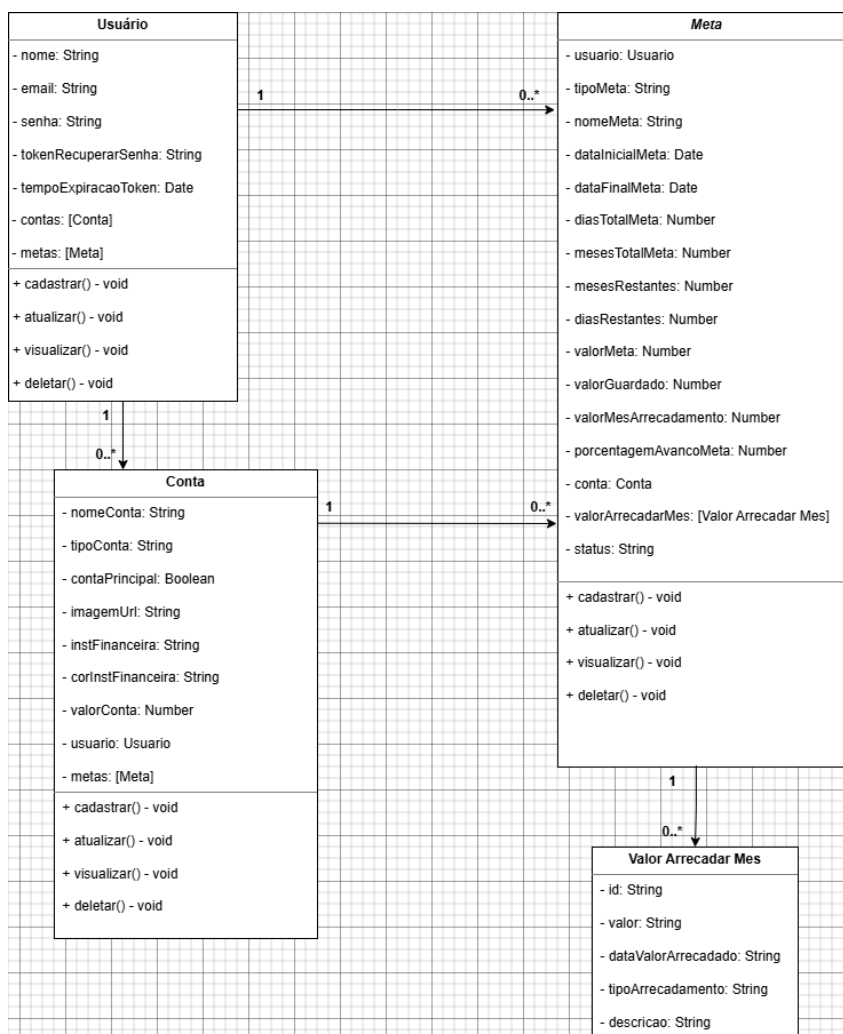 Usuário
- nome: String
- email: String
- senha: String
- tokenRecuperarSenha: String
- tempoExpiracaoToken: Date
- contas: [Conta]
- metas: [Meta]
+ cadastrar() - void
+ atualizar() - void
+ visualizar() - void
+ deletar() - void
1
0..*
Meta
- usuario: Usuario
- tipoMeta: String
- nomeMeta: String
- dataInicialMeta: Date
- dataFinalMeta: Date
- diasTotalMeta: Number
- mesesTotalMeta: Number
- mesesRestantes: Number
- diasRestantes: Number
- valorMeta: Number
- valorGuardado: Number
- valorMesArrecadamento: Number
- porcentagemAvancoMeta: Number
- conta: Conta
- valorArrecadarMes: [Valor Arrecadar Mes]
- status: String
+ cadastrar() - void
+ atualizar() - void
+ visualizar() - void
+ deletar() - void
1
0..*
Conta
- nomeConta: String
- tipoConta: String
- contaPrincipal: Boolean
- imagemUrl: String
- instFinanceira: String
- corInstFinanceira: String
- valorConta: Number
- usuario: Usuario
- metas: [Meta]
+ cadastrar() - void
+ atualizar() - void
+ visualizar() - void
+ deletar() - void
1
0..*
1
0..*
Valor Arrecadar Mes
- id: String
- valor: String
- dataValorArrecadado: String
- tipoArrecadamento: String
- descricao: String